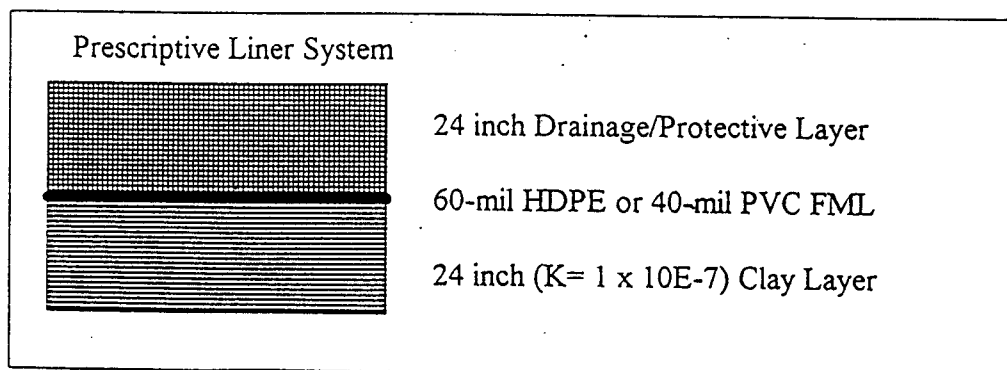 Prescriptive Liner System
24 inch Drainage/Protective Layer
60-mil HDPE or 40-mil PVC FML
24 inch (K= 1 x 10E-7) Clay Layer